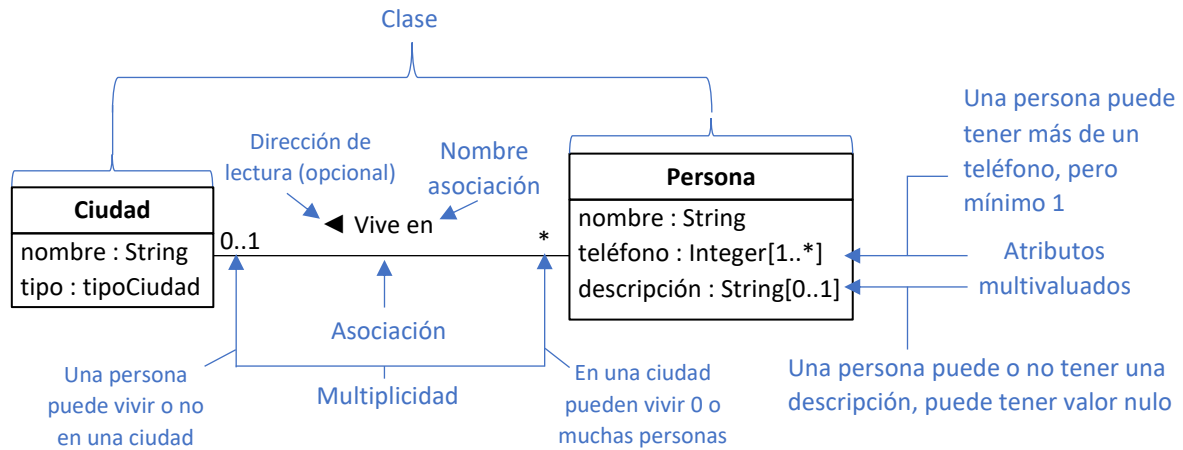 Clase
Una persona puede
tener más de un
teléfono, pero
mínimo 1
Dirección de
lectura (opcional)
Nombre
asociación
Ciudad
nombre : String
tipo : tipoCiudad
0..1
◄ Vive en
*
Persona
nombre : String
teléfono : Integer[1..*]
descripción : String[0..1]
Atributos
multivaluados
Asociación
Multiplicidad
Una persona
puede vivir o no
en una ciudad
En una ciudad
pueden vivir 0 o
muchas personas
Una persona puede o no tener una
descripción, puede tener valor nulo